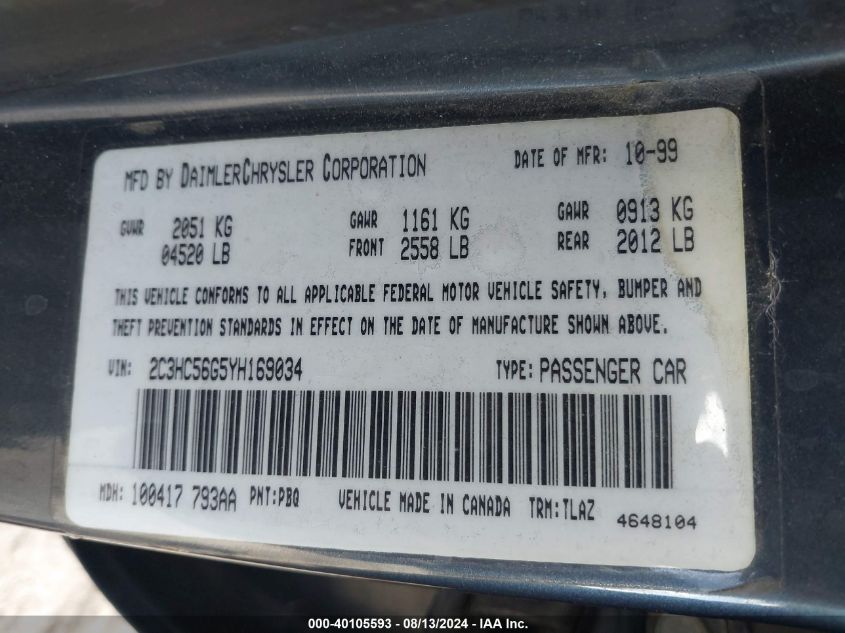 MFD BY DAIMLERCHRYSLER CORPORATION DATE OF MFR: 10-99
GVWR 2051 KG GAWR 1161 KG GAWR 0913 KG
04520 LB FRONT 2558 LB REAR 2012 LB
THIS VEHICLE CONFORMS TO ALL APPLICABLE FEDERAL MOTOR VEHICLE SAFETY, BUMPER AND
THEFT PREVENTION STANDARDS IN EFFECT ON THE DATE OF MANUFACTURE SHOWN ABOVE.
VIN: 2C3HC56G5YH169034 TYPE: PASSENGER CAR
MDH: 100417 793AA PNT:PBQ VEHICLE MADE IN CANADA TRM:TLAZ
4648104
000-40105593 - 08/13/2024 - IAAI.com